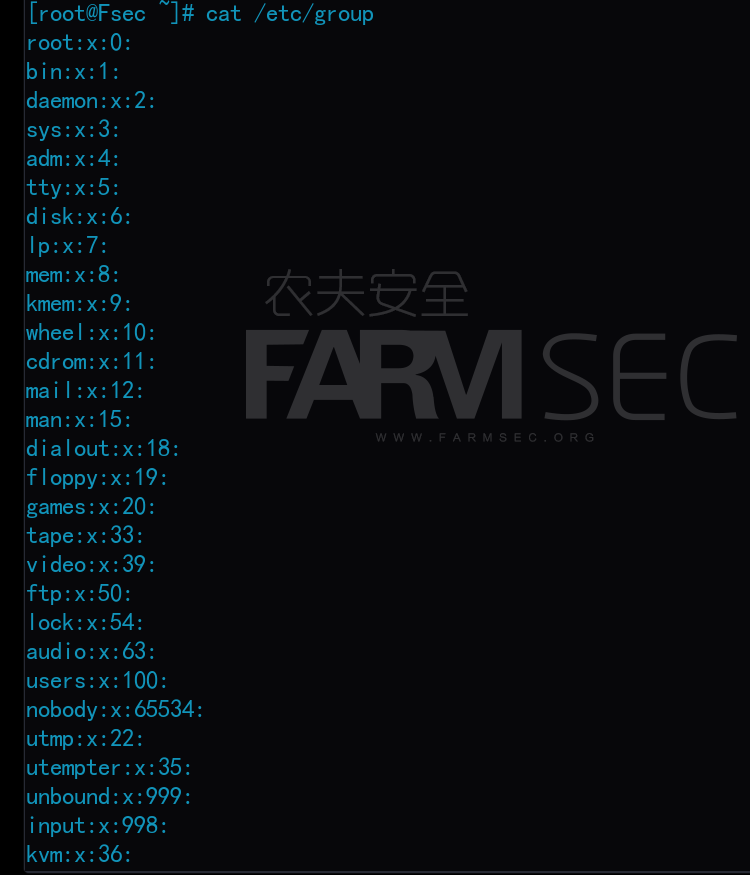 [root@Fsec ~]# cat /etc/group
root:x:0:
bin:x:1:
daemon:x:2:
sys:x:3:
adm:x:4:
tty:x:5:
disk:x:6:
lp:x:7:
mem:x:8:
kmem:x:9:
wheel:x:10:
cdrom:x:11:
mail:x:12:
man:x:15:
dialout:x:18:
floppy:x:19:
games:x:20:
tape:x:33:
video:x:39:
ftp:x:50:
lock:x:54:
audio:x:63:
users:x:100:
nobody:x:65534:
utmp:x:22:
utempter:x:35:
unbound:x:999:
input:x:998:
kvm:x:36:
农夫安全
FARMSEC
WWW.FARMSEC.ORG